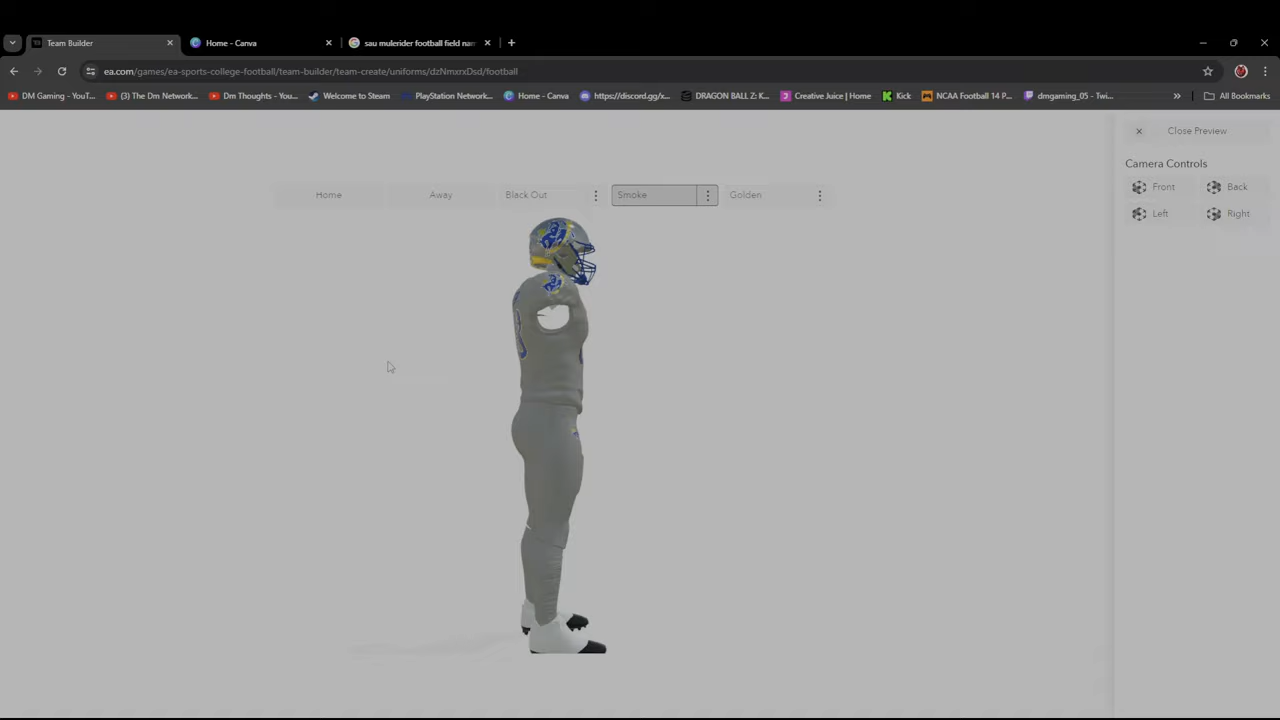 Team Builder
Home - Canva
sau mulerider football field nam
ea.com/games/ea-sports-college-football/team-builder/team-create/uniforms/dzNmxrxDsd/football
DM Gaming - YouT...
(3) The Dm Network...
Dm Thoughts - You...
Welcome to Steam
PlayStation Network...
Home - Canva
https://discord.gg/x...
DRAGON BALL Z: K...
Creative Juice | Home
Kick
NCAA Football 14 P...
dmgaming_05 - Twi...
All Bookmarks
Close Preview
Camera Controls
Front
Back
Left
Right
Home
Away
Black Out
Smoke
Golden